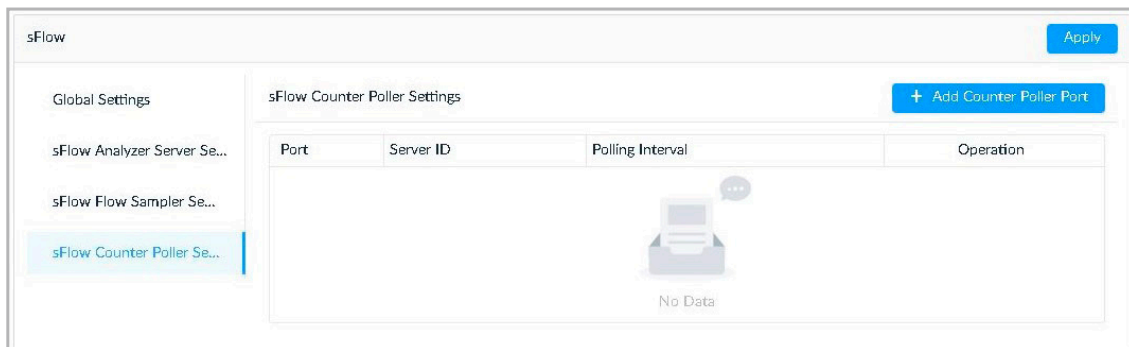 sFlow
Apply
Global Settings
sFlow Analyzer Server Se...
sFlow Flow Sampler Se...
sFlow Counter Poller Se...
sFlow Counter Poller Settings
+ Add Counter Poller Port
Port Server ID Polling Interval Operation
No Data